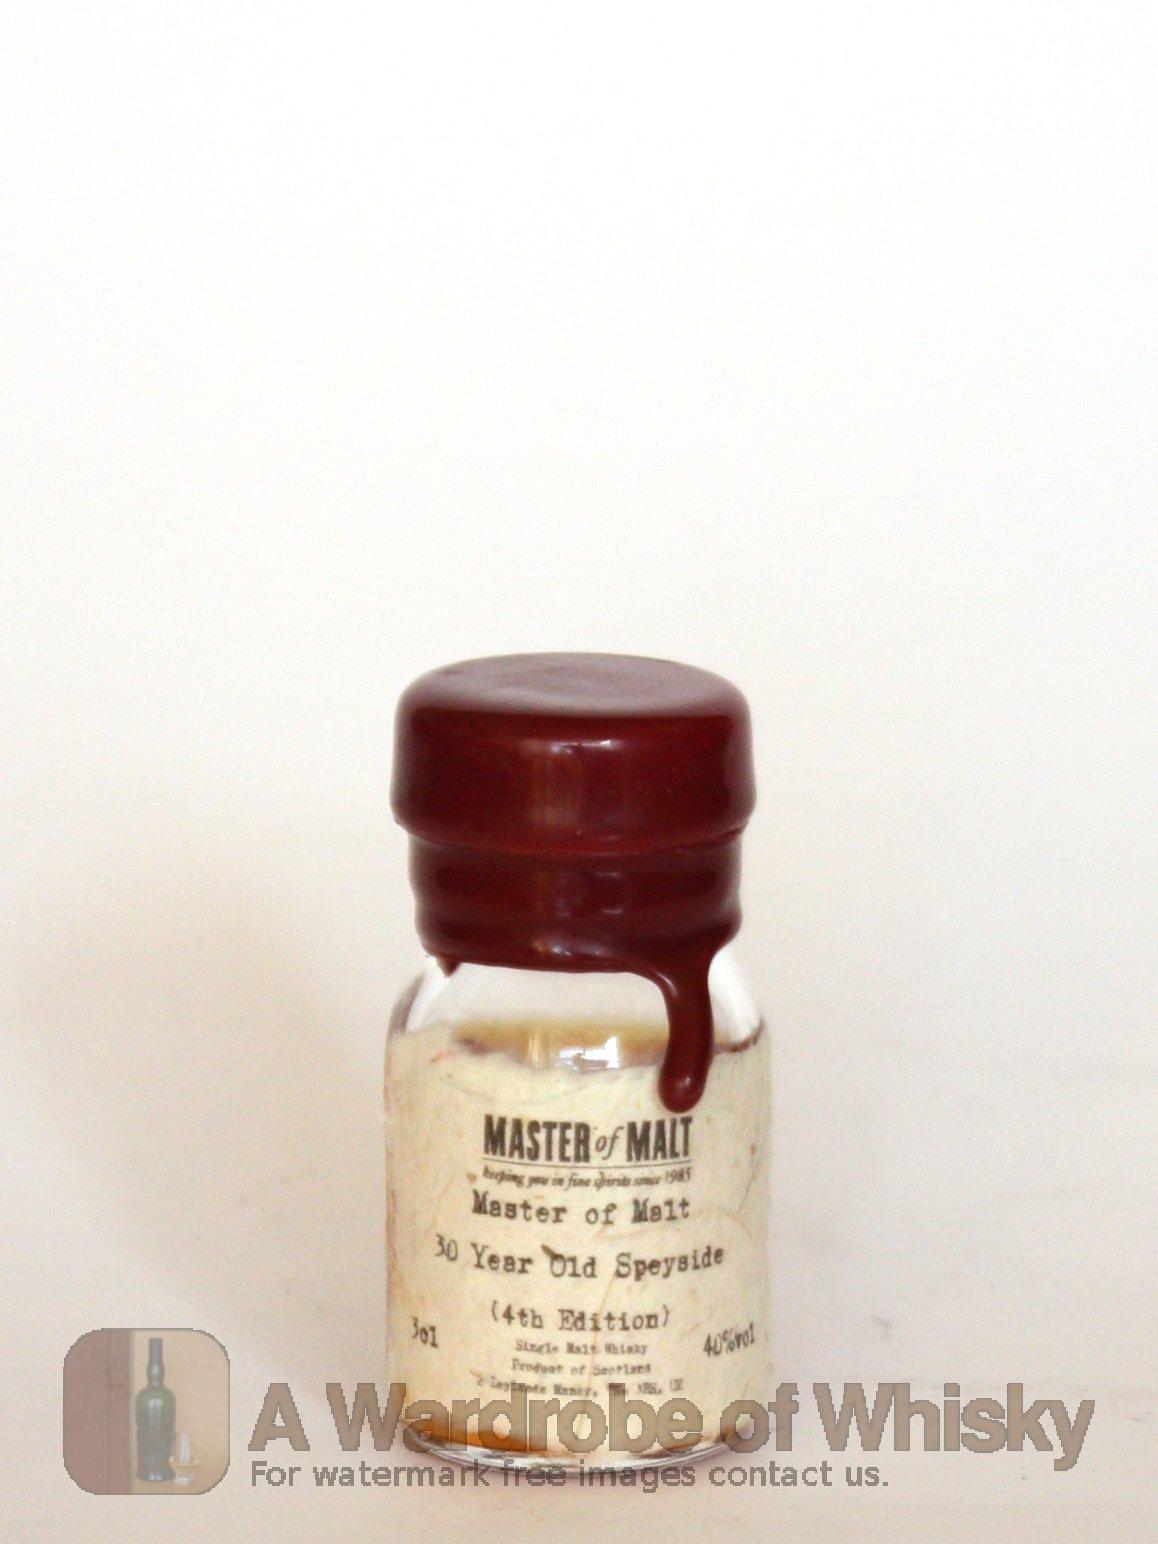 MASTER of MALT
keeping you in fine spirits since 1985
Master of Malt
30 Year Old Speyside
(4th Edition)
3cl
40%vol
Single Malt Whisky
Product of Scotland
A Wardrobe of Whisky
For watermark free images contact us.